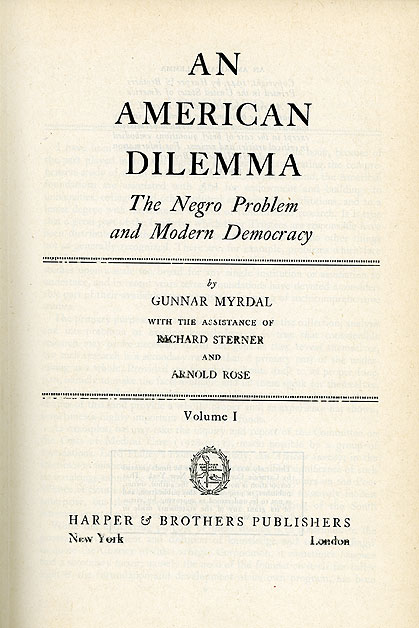 AN
AMERICAN
DILEMMA
The Negro Problem
and Modern Democracy
by
GUNNAR MYRDAL
WITH THE ASSISTANCE OF
RICHARD STERNER
AND
ARNOLD ROSE
Volume I
HARPER & BROTHERS PUBLISHERS
New York London